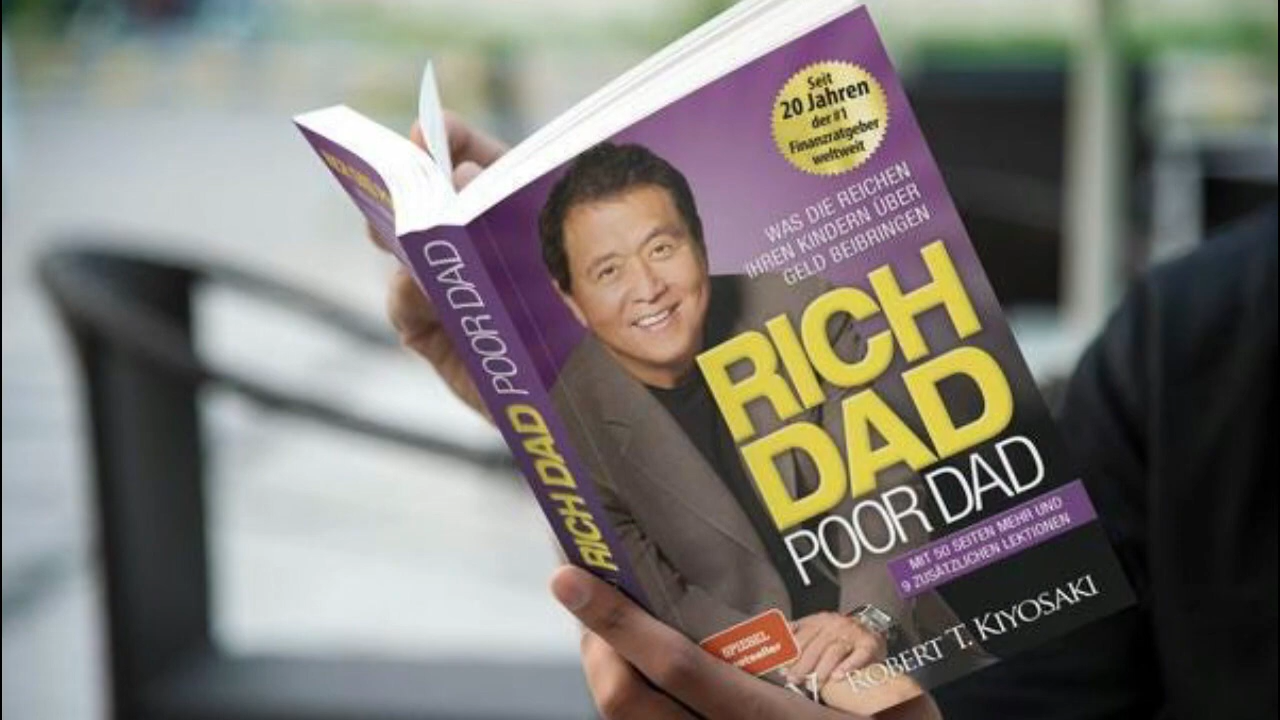 Seit
20 Jahren
der #1
Finanzratgeber
weltweit
WAS DIE REICHEN
IHREN KINDERN ÜBER
GELD BEIBRINGEN
RICH
DAD
POOR DAD
MIT 50 SEITEN MEHR UND
9 ZUSÄTZLICHEN LEKTIONEN
ROBERT T. KIYOSAKI
SPIEGEL
RICH DAD POOR DAD